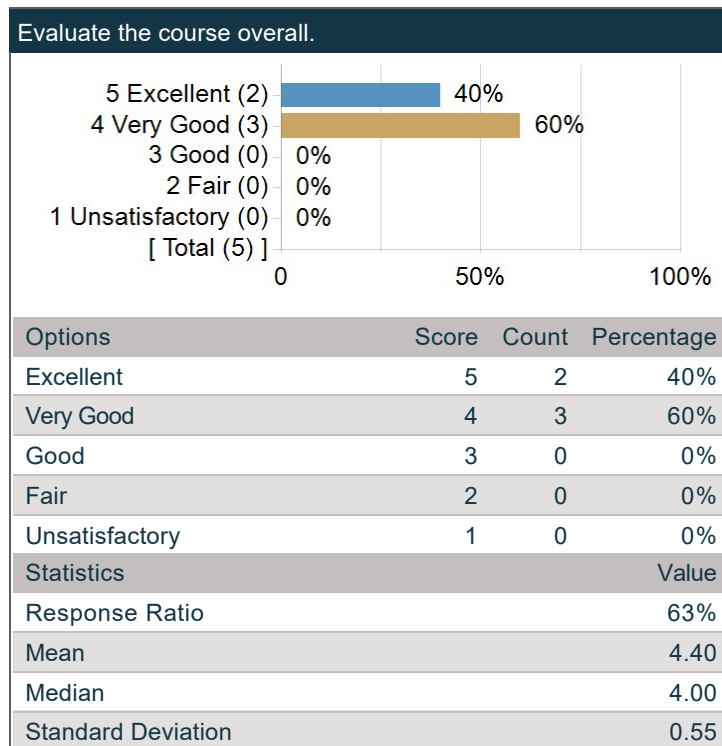 Evaluate the course overall.
5 Excellent (2) 40%
4 Very Good (3) 60%
3 Good (0) 0%
2 Fair (0) 0%
1 Unsatisfactory (0) 0%
[ Total (5) ]
0 50% 100%
Options Score Count Percentage
Excellent 5 2 40%
Very Good 4 3 60%
Good 3 0 0%
Fair 2 0 0%
Unsatisfactory 1 0 0%
Statistics Value
Response Ratio 63%
Mean 4.40
Median 4.00
Standard Deviation 0.55